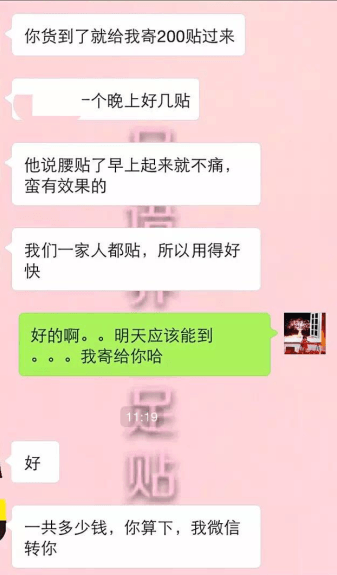 你货到了就给我寄200贴过来
一个晚上好几贴
他说腰贴了早上起来就不痛，
蛮有效果的
我们一家人都贴，所以用得好
快
好的啊。。明天应该能到
。。。我寄给你哈
11:19
好
足
贴
一共多少钱，你算下，我微信
转你